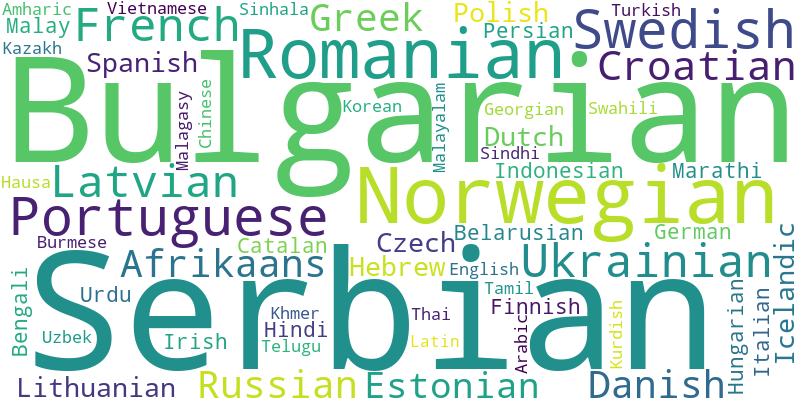 Amharic
Vietnamese
Sinhala
Greek
Polish
Turkish
Malay
French
Romanian
Persian
Swedish
Kazakh
Spanish
Croatian
Bulgarian
Malagasy
Chinese
Korean
Malayalam
Georgian
Swahili
Dutch
Sindhi
Hausa
Latvian
Norwegian
Indonesian
Marathi
Portuguese
Burmese
Catalan
Czech
Belarusian
German
Afrikaans
Hebrew
English
Ukrainian
Icelandic
Serbian
Bengali
Urdu
Khmer
Tamil
Finnish
Hungarian
Italian
Uzbek
Irish
Hindi
Telugu
Thai
Latin
Arabic
Kurdish
Lithuanian
Russian
Estonian
Danish